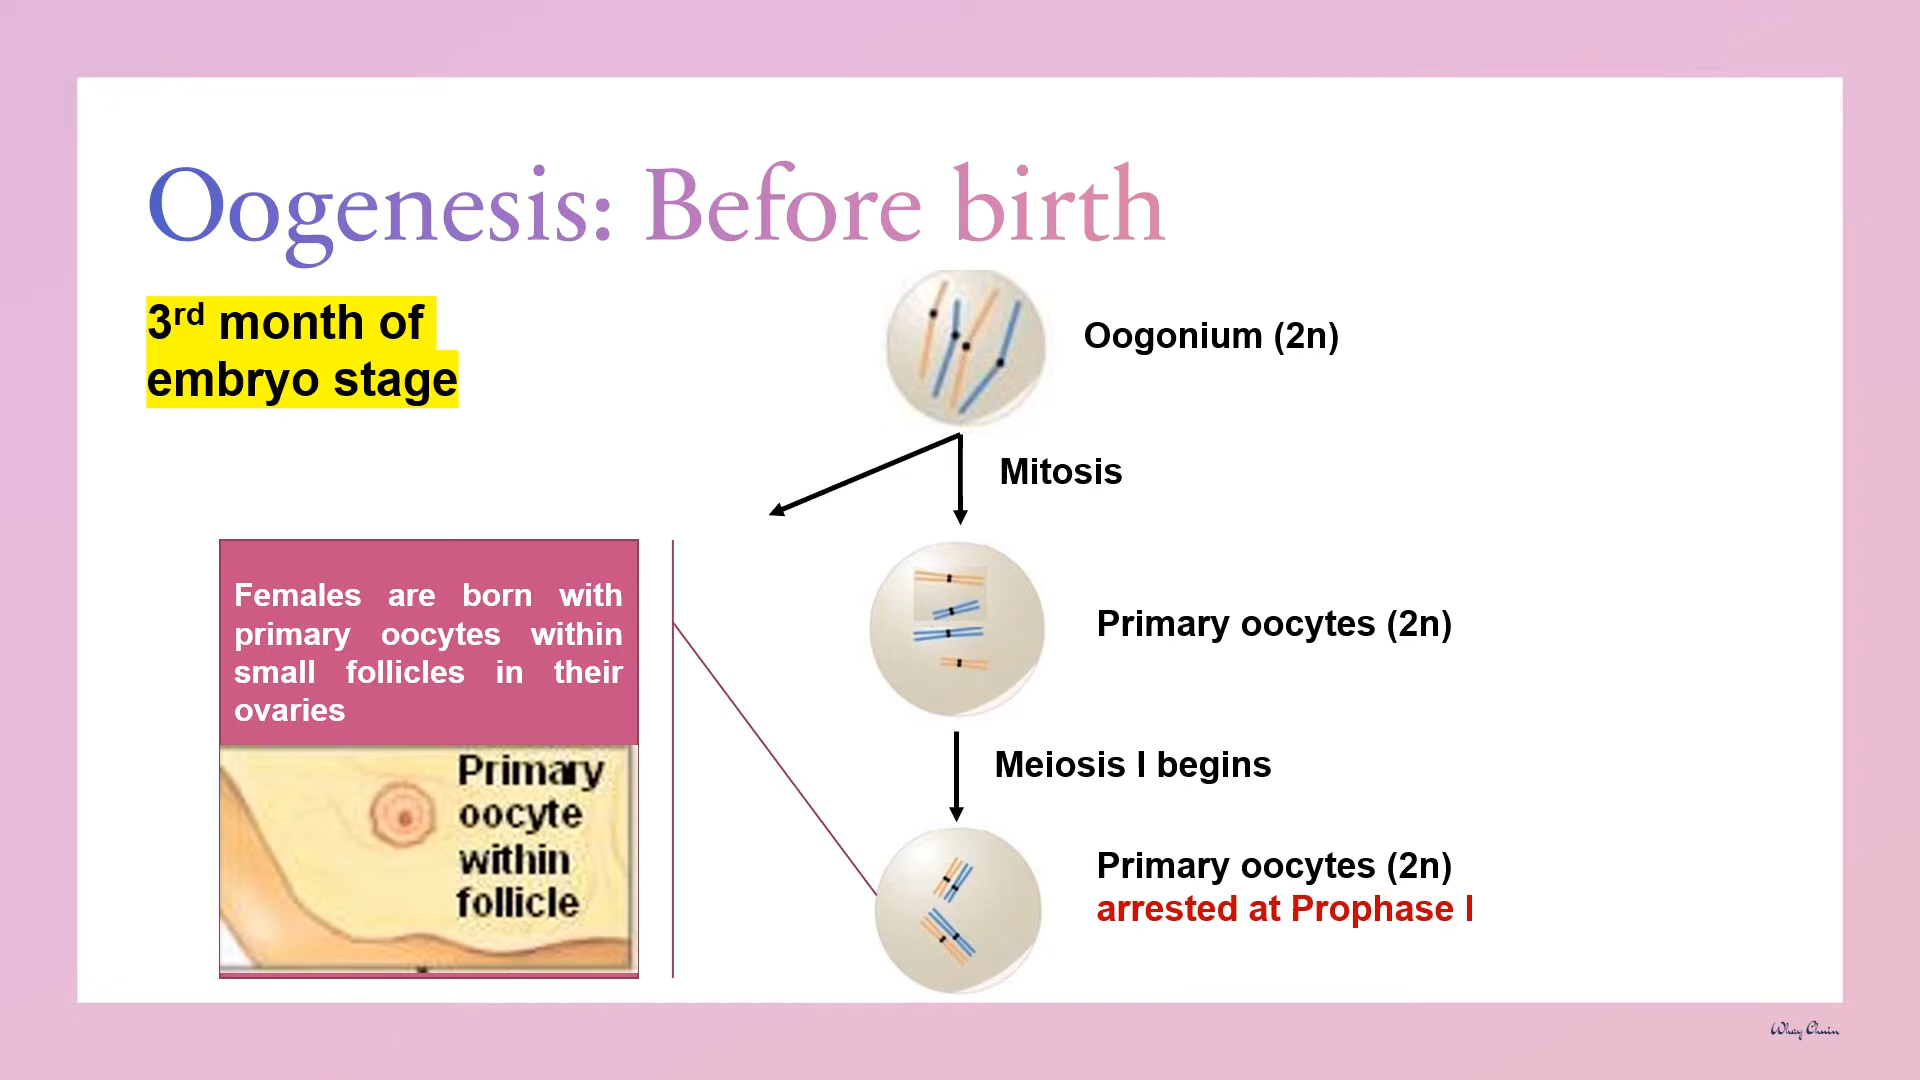 Oogenesis: Before birth
3rd month of
embryo stage
Oogonium (2n)
Mitosis
Females are born with
primary oocytes within
small follicles in their
ovaries
Primary oocytes (2n)
Meiosis I begins
Primary
oocyte
within
follicle
Primary oocytes (2n)
arrested at Prophase I
Whay Chuin